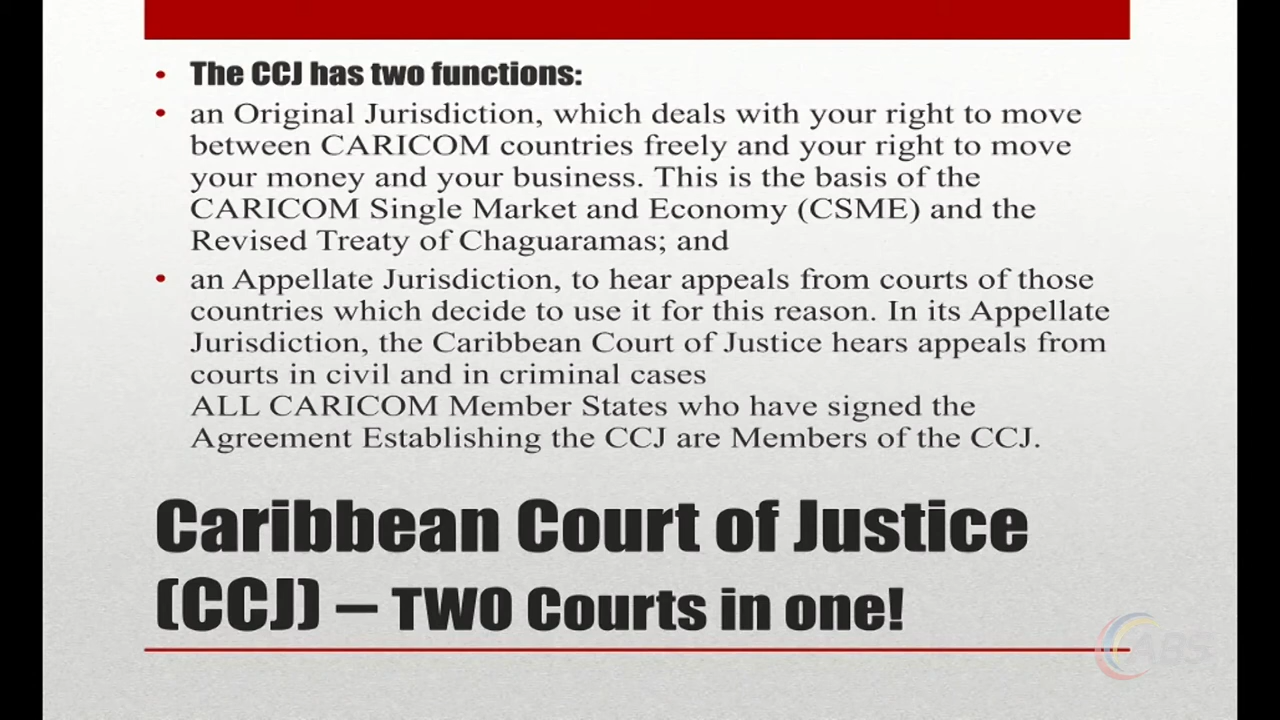 The CCJ has two functions:
an Original Jurisdiction, which deals with your right to move
between CARICOM countries freely and your right to move
your money and your business. This is the basis of the
CARICOM Single Market and Economy (CSME) and the
Revised Treaty of Chaguaramas; and
an Appellate Jurisdiction, to hear appeals from courts of those
countries which decide to use it for this reason. In its Appellate
Jurisdiction, the Caribbean Court of Justice hears appeals from
courts in civil and in criminal cases
ALL CARICOM Member States who have signed the
Agreement Establishing the CCJ are Members of the CCJ.
Caribbean Court of Justice
(CCJ) – TWO Courts in one!
ABS